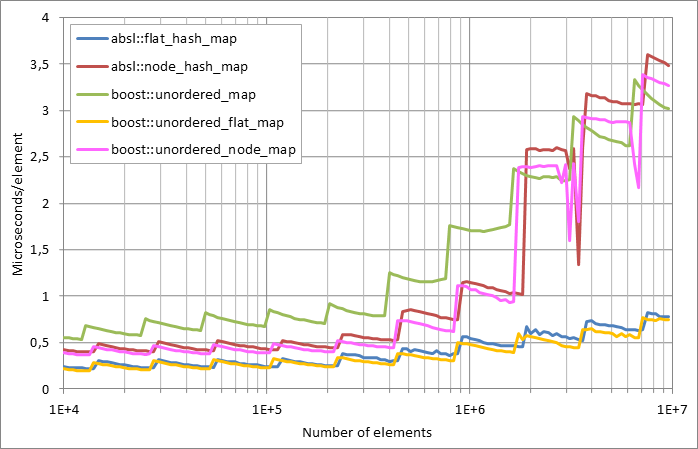 4
3,5
3
2,5
2
1,5
1
0,5
0
Microseconds/element
absl::flat_hash_map
absl::node_hash_map
boost::unordered_map
boost::unordered_flat_map
boost::unordered_node_map
1E+4 1E+5 1E+6 1E+7
Number of elements